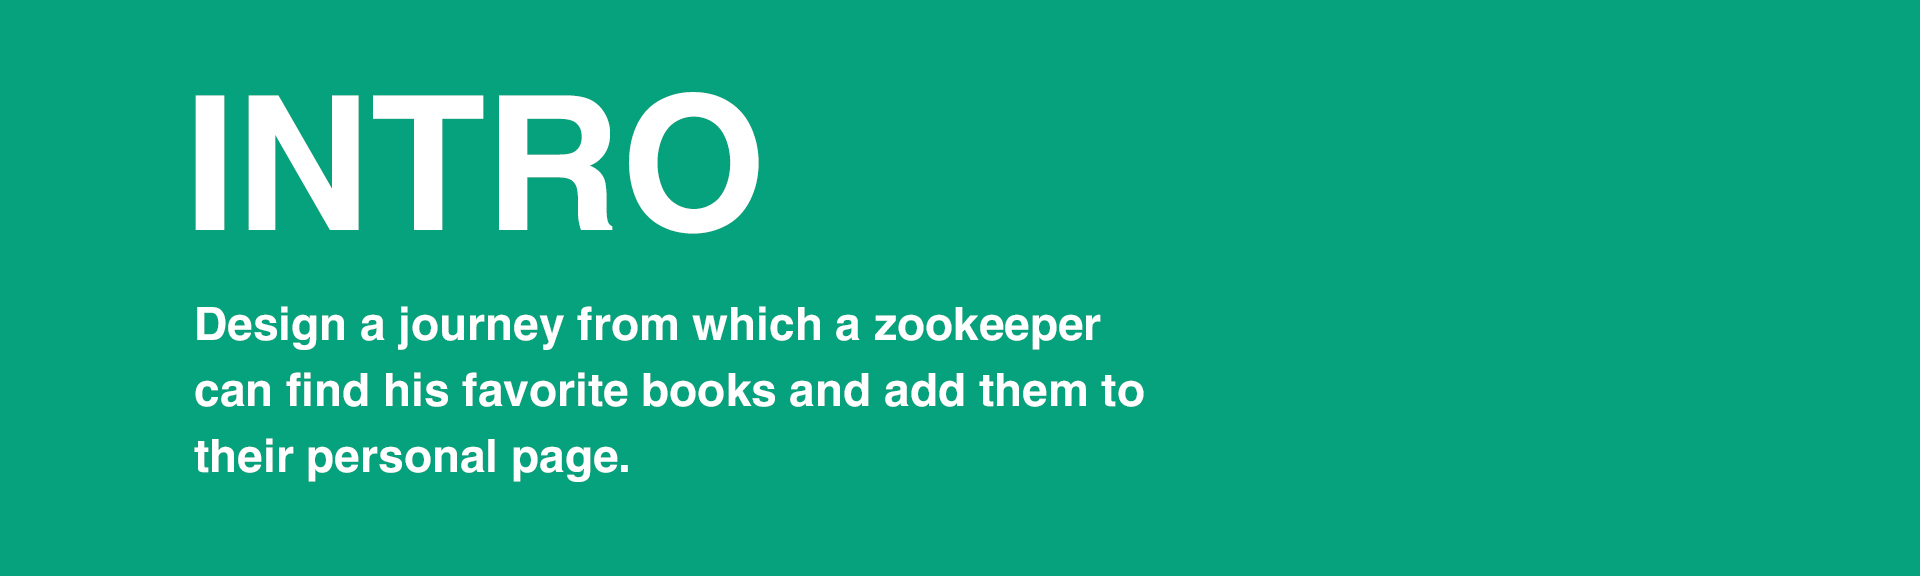 INTRO
Design a journey from which a zookeeper
can find his favorite books and add them to
their personal page.